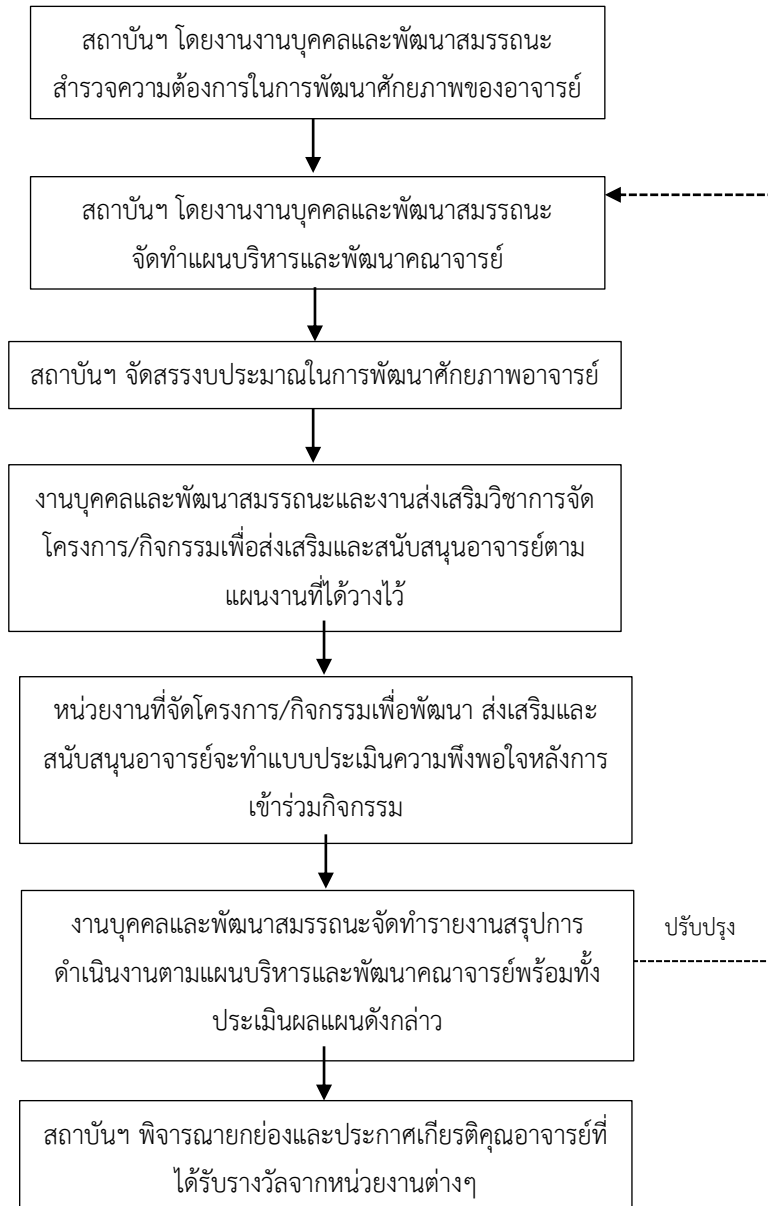 สถาบันฯ โดยงานงานบุคคลและพัฒนาสมรรถนะ
สำรวจความต้องการในการพัฒนาศักยภาพของอาจารย์
สถาบันฯ โดยงานงานบุคคลและพัฒนาสมรรถนะ
จัดทำแผนบริหารและพัฒนาคณาจารย์
สถาบันฯ จัดสรรงบประมาณในการพัฒนาศักยภาพอาจารย์
งานบุคคลและพัฒนาสมรรถนะและงานส่งเสริมวิชาการจัด
โครงการ/กิจกรรมเพื่อส่งเสริมและสนับสนุนอาจารย์ตาม
แผนงานที่ได้วางไว้
หน่วยงานที่จัดโครงการ/กิจกรรมเพื่อพัฒนา ส่งเสริมและ
สนับสนุนอาจารย์จะทำแบบประเมินความพึงพอใจหลังการ
เข้าร่วมกิจกรรม
งานบุคคลและพัฒนาสมรรถนะจัดทำรายงานสรุปการ
ดำเนินงานตามแผนบริหารและพัฒนาคณาจารย์พร้อมทั้ง
ประเมินผลแผนดังกล่าว
ปรับปรุง
สถาบันฯ พิจารณายกย่องและประกาศเกียรติคุณอาจารย์ที่
ได้รับรางวัลจากหน่วยงานต่างๆ